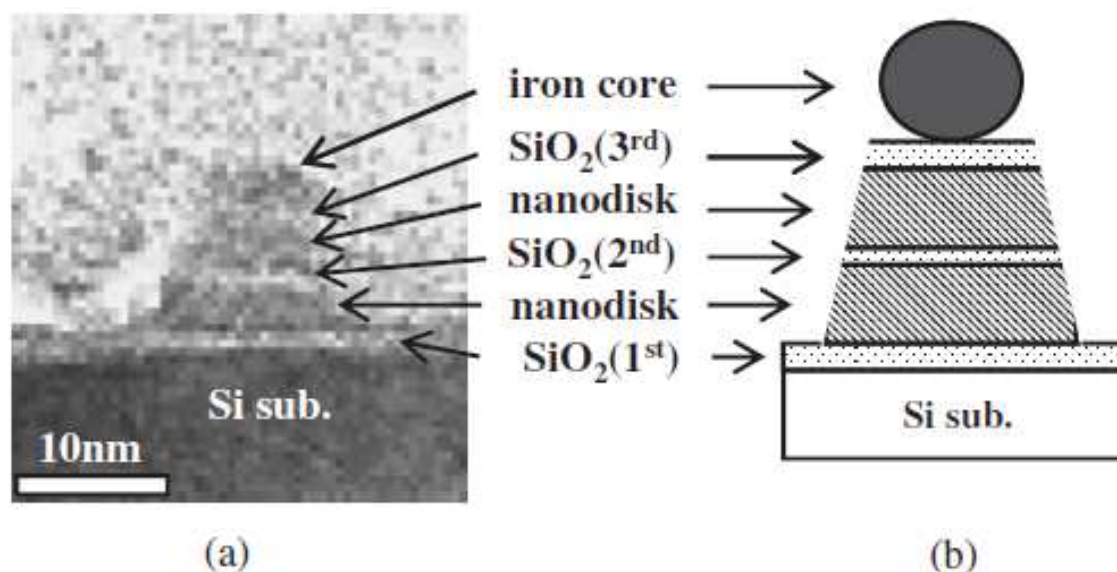 iron core
SiO₂(3ʳᵈ)
nanodisk
SiO₂(2ⁿᵈ)
nanodisk
SiO₂(1ˢᵗ)
Si sub.
10nm
Si sub.
(a)
(b)